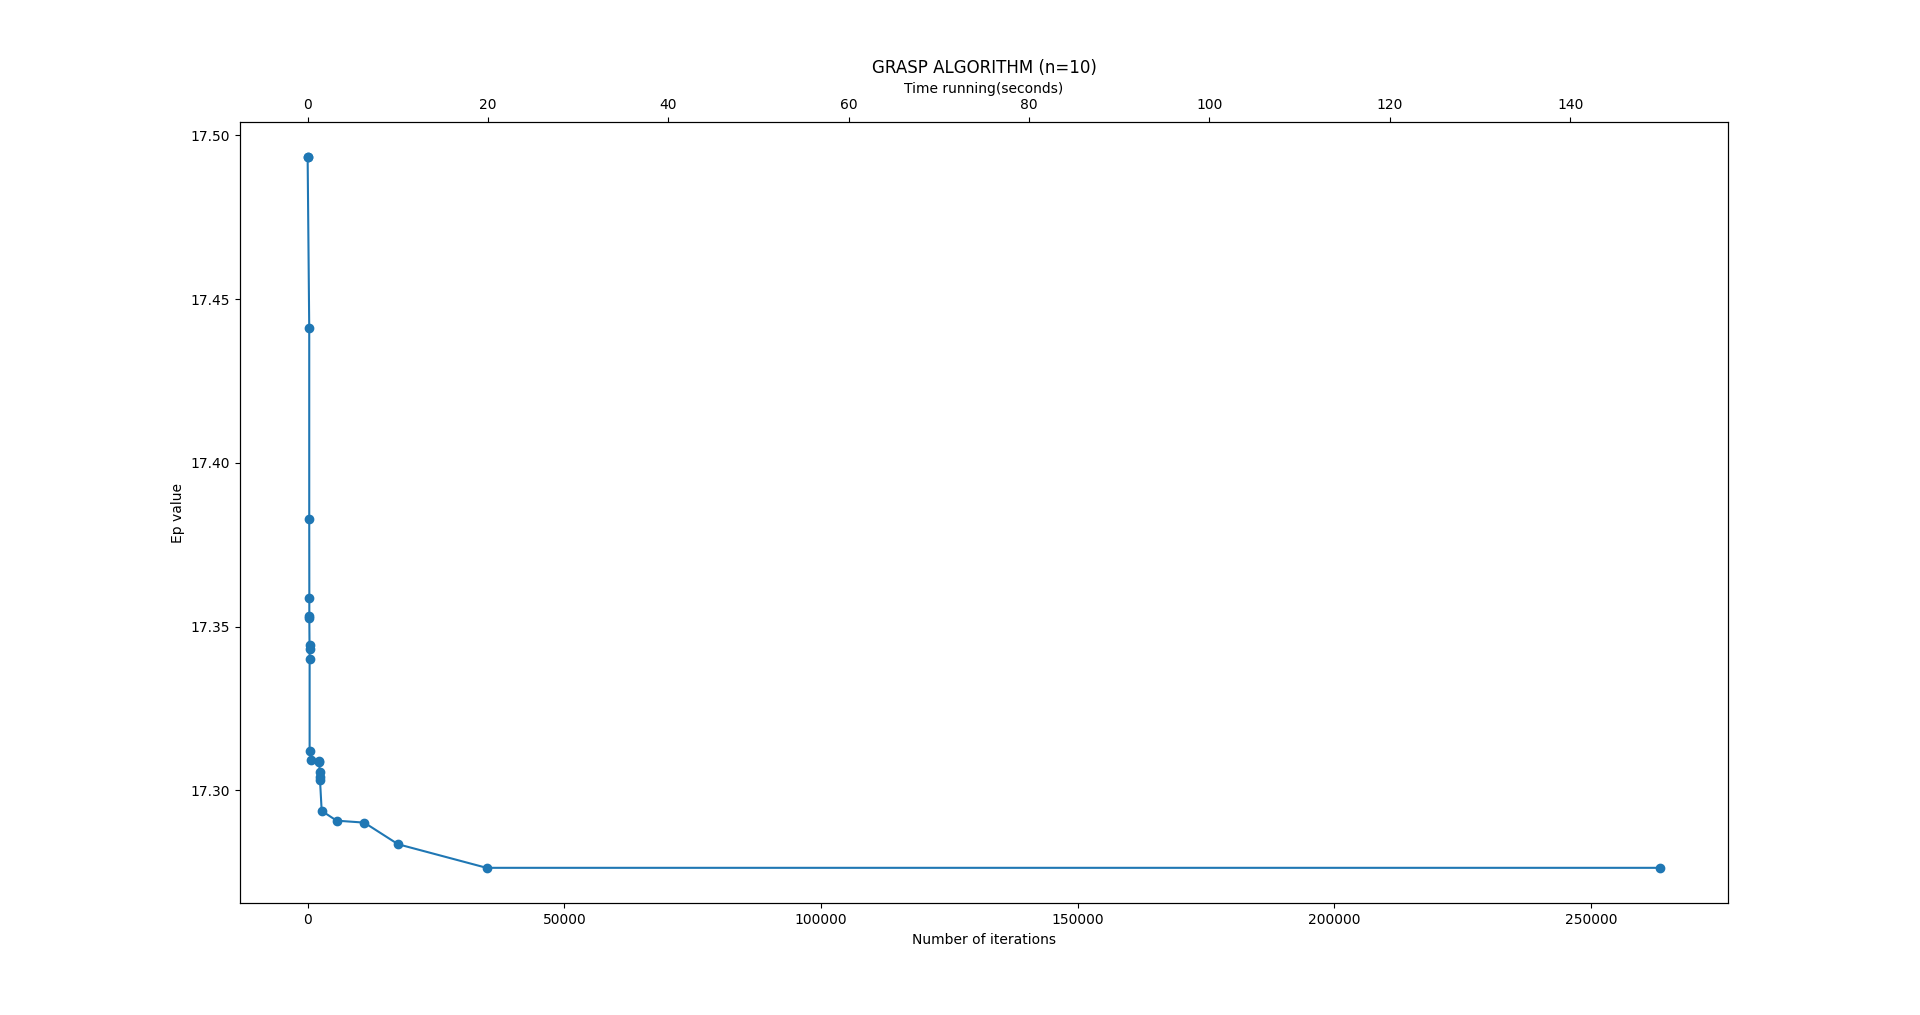 GRASP ALGORITHM (n=10)
Time running(seconds)
0 20 40 60 80 100 120 140
17.50
17.45
17.40
17.35
17.30
Ep value
0 50000 100000 150000 200000 250000
Number of iterations